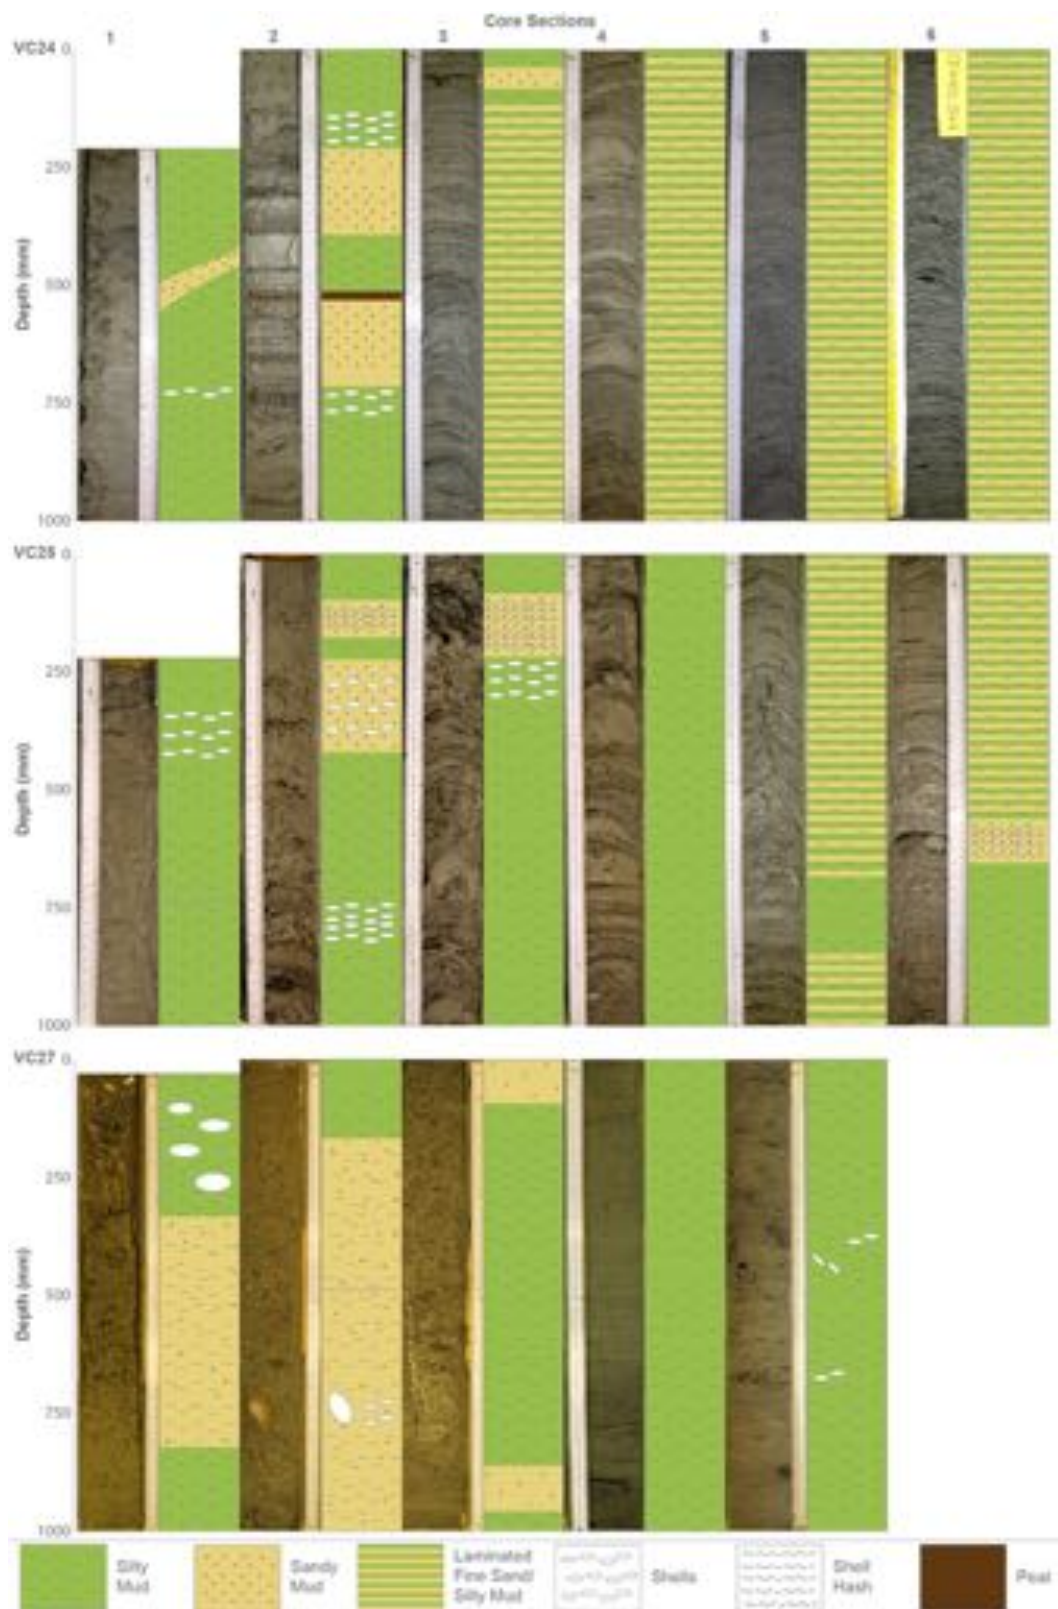 Core Sections
1 2 3 4 5 6
VC24 0
250
500
750
1000
Depth (mm)
VC25 0
250
500
750
1000
Depth (mm)
VC27 0
250
500
750
1000
Depth (mm)
Silty
Mud
Sandy
Mud
Laminated
Fine Sand/
Silty Mud
Shells
Shell
Hash
Peat